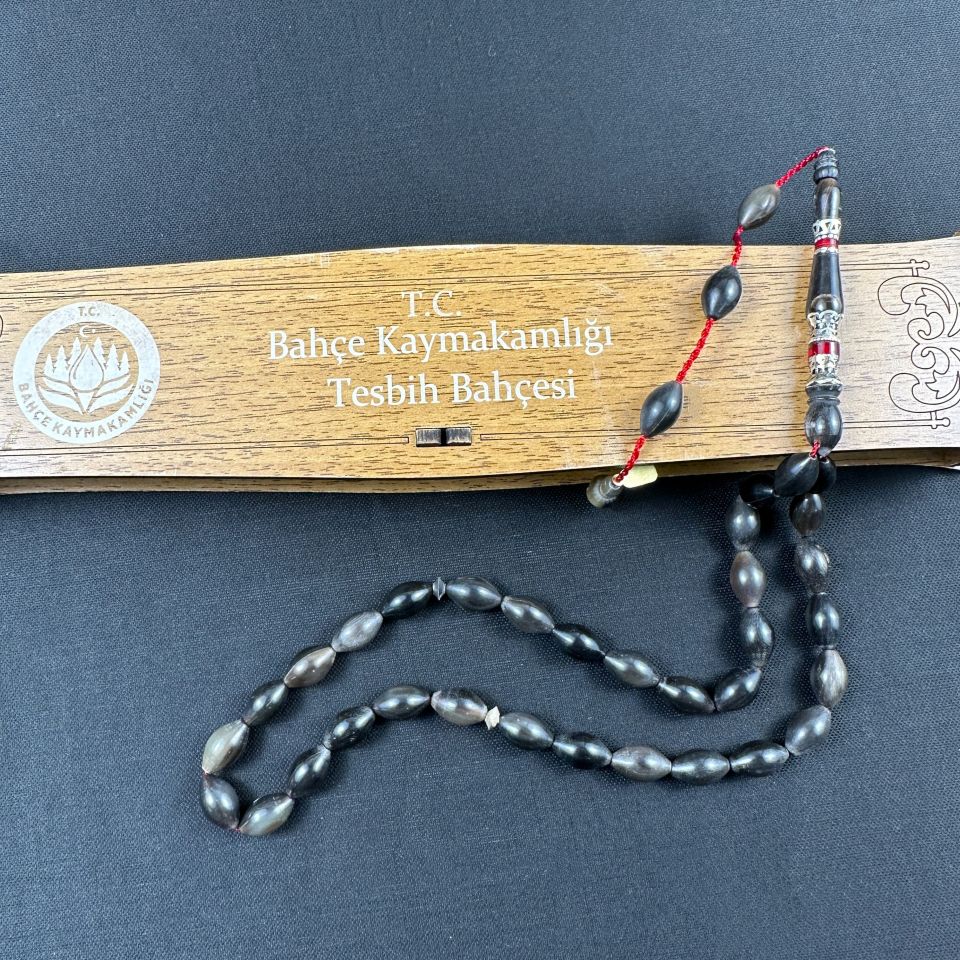 T.C.
BAHÇE KAYMAKAMLIĞI
T.C.
Bahçe Kaymakamlığı
Tesbih Bahçesi